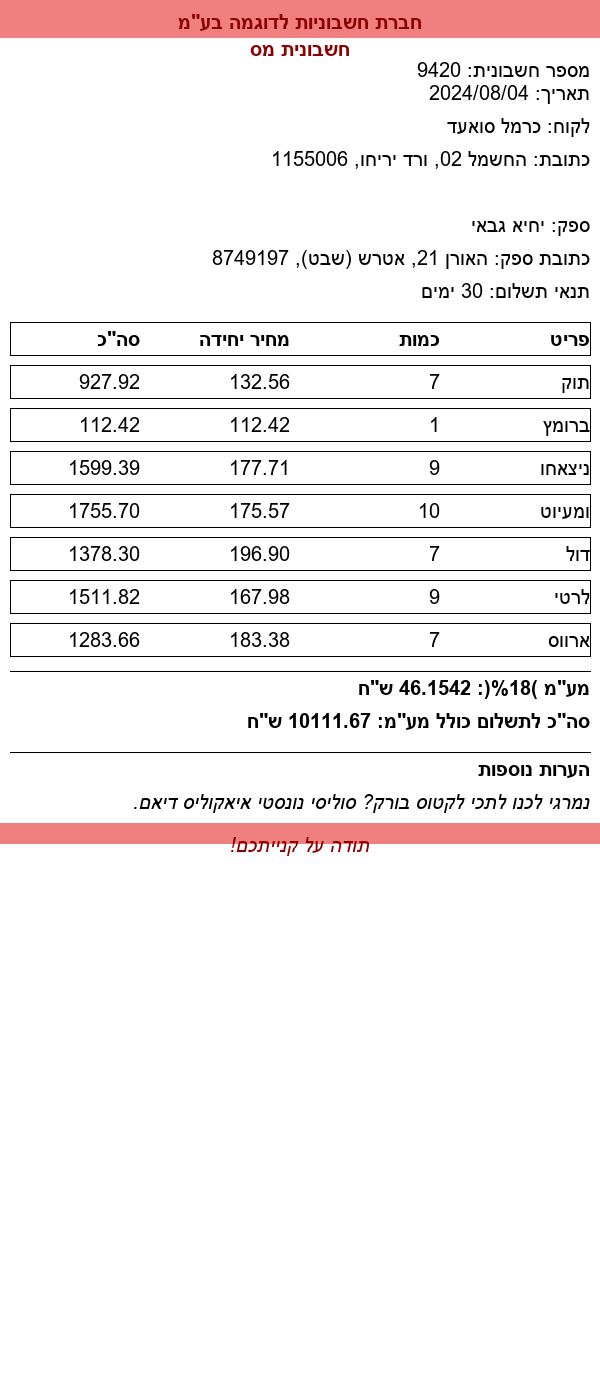 חברת חשבוניות לדוגמה בע"מ
חשבונית מס
מספר חשבונית: 9420
תאריך: 2024/08/04
לקוח: כרמל סואעד
כתובת: החשמל 02, ורד יריחו, 1155006
ספק: יחיא גבאי
כתובת ספק: האורן 21, אטרש (שבט), 8749197
תנאי תשלום: 30 ימים
פריט כמות מחיר יחידה סה"כ
תוק 7 132.56 927.92
ברומץ 1 112.42 112.42
ניצאחו 9 177.71 1599.39
ומעיוט 10 175.57 1755.70
דול 7 196.90 1378.30
לרטי 9 167.98 1511.82
ארווס 7 183.38 1283.66
מע"מ )18%(: 46.1542 ש"ח
סה"כ לתשלום כולל מע"מ: 10111.67 ש"ח
הערות נוספות
נמרגי לכנו לתכי לקטוס בורק? סוליסי נונסטי איאקוליס דיאם.
תודה על קנייתכם!